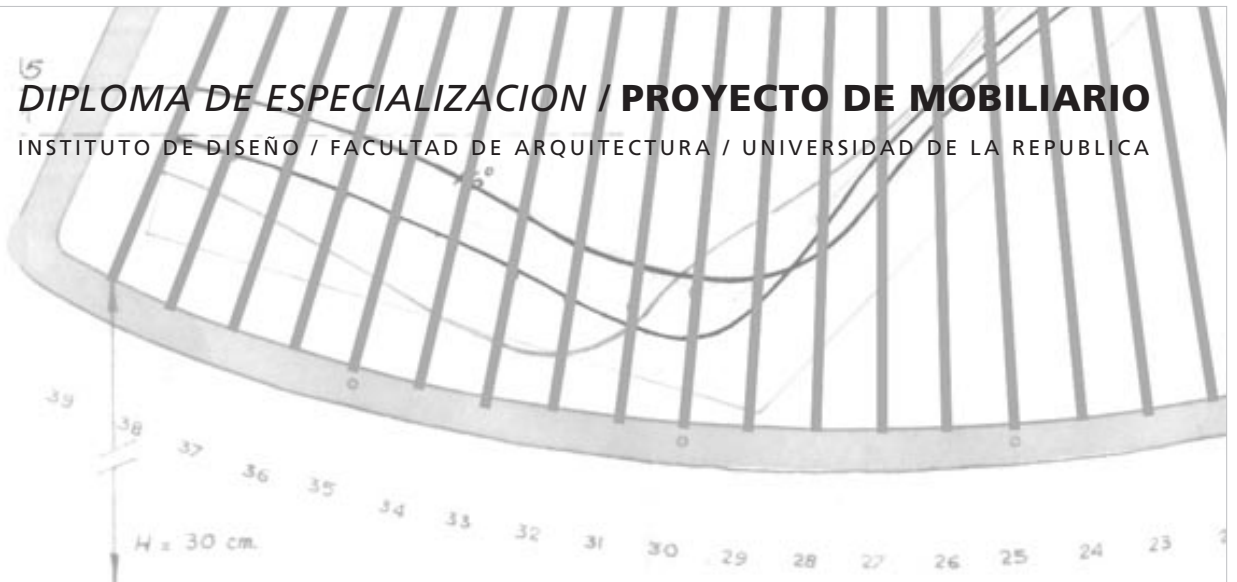 15
DIPLOMA DE ESPECIALIZACION / PROYECTO DE MOBILIARIO
INSTITUTO DE DISEÑO / FACULTAD DE ARQUITECTURA / UNIVERSIDAD DE LA REPUBLICA
39 38 37 36 35 34 33 32 31 30 29 28 27 26 25 24 23
H = 30 cm.